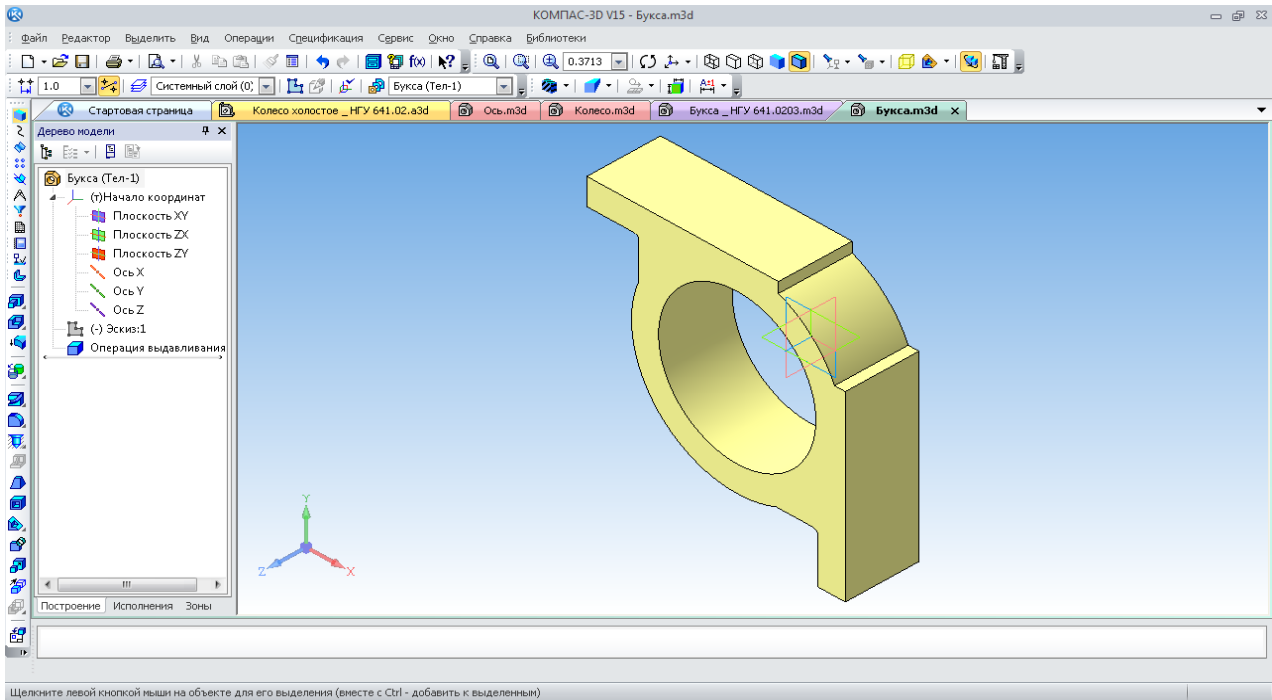 КОМПАС-3D V15 - Букса.m3d
Файл Редактор Выделить Вид Операции Спецификация Сервис Окно Справка Библиотеки
f(x) 0.3713
1.0 Системный слой (0; Букса (Тел-1)
Стартовая страница Колесо холостое _ НГУ 641.02.a3d Ось.m3d Колесо.m3d Букса _ НГУ 641.0203.m3d Букса.m3d
Дерево модели
Букса (Тел-1)
(т)Начало координат
Плоскость XY
Плоскость ZX
Плоскость ZY
Ось X
Ось Y
Ось Z
(-) Эскиз:1
Операция выдавливания
Y
Z X
Построение Исполнения Зоны
Щелкните левой кнопкой мыши на объекте для его выделения (вместе с Ctrl - добавить к выделенным)